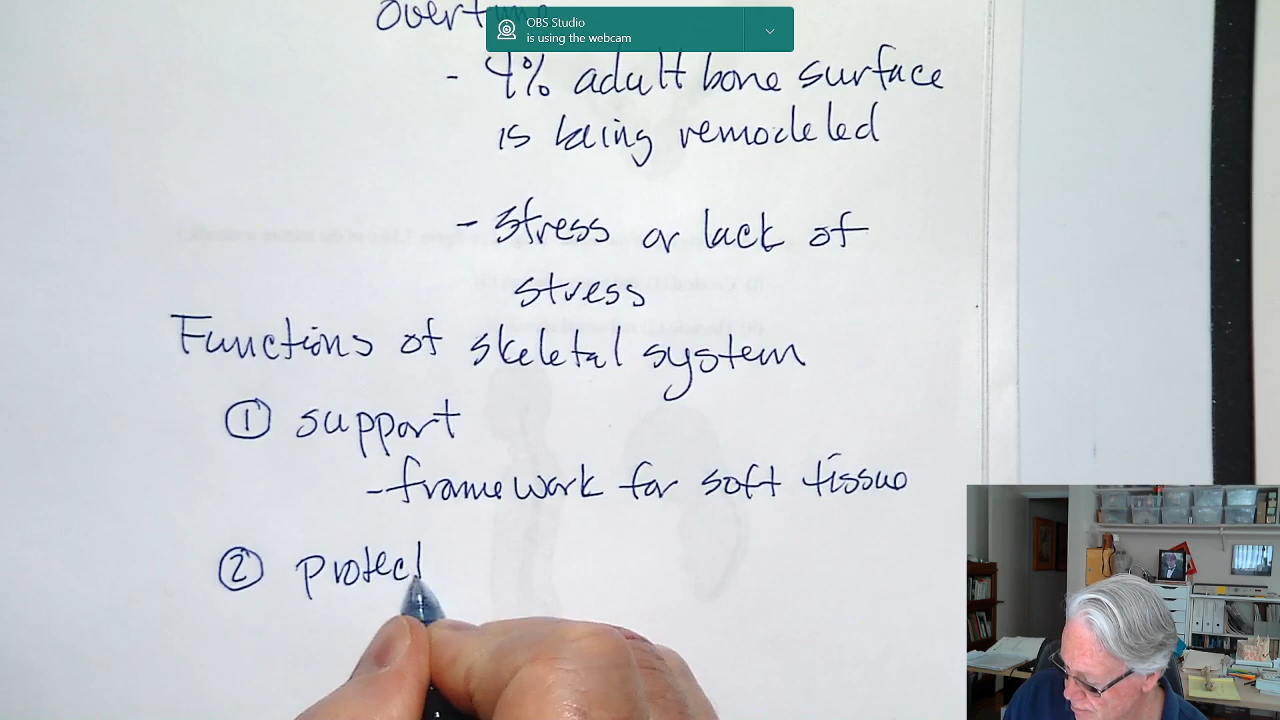 OBS Studio
is using the webcam
- 4% adult bone surface
is being remodeled
- stress or lack of
stress
Functions of skeletal system
① support
- framework for soft tissue
② protect